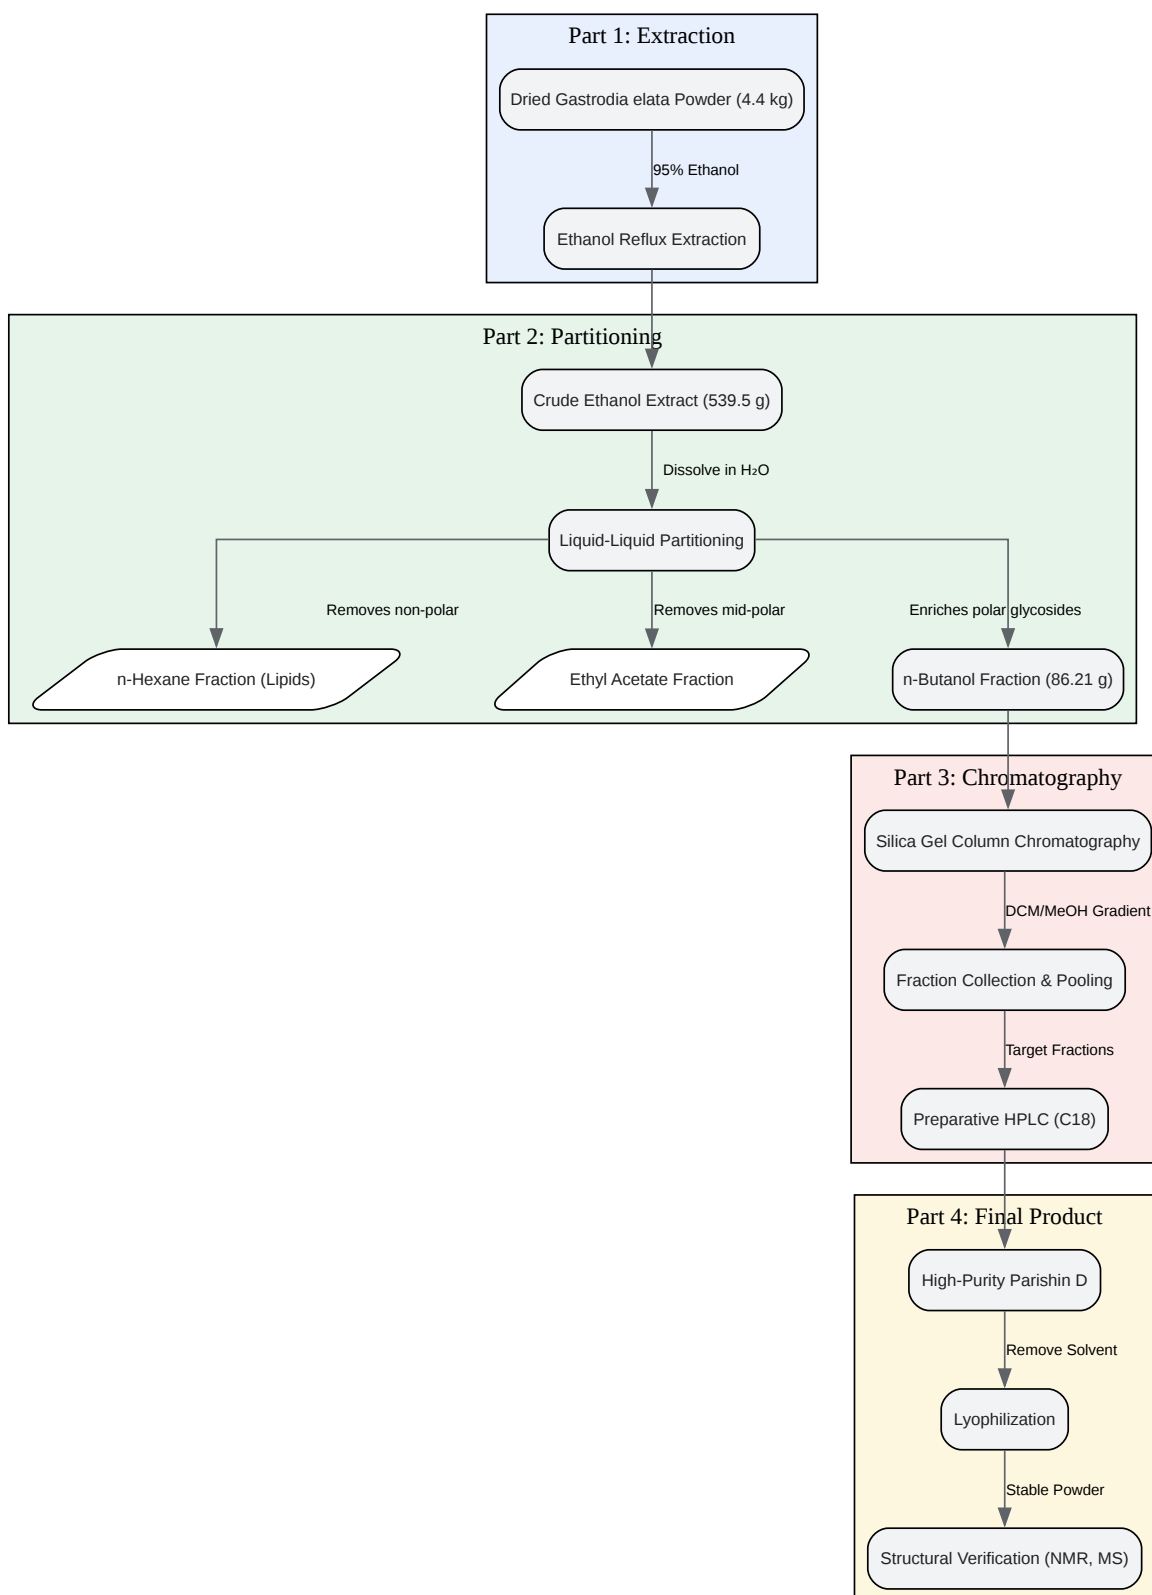 Part 1: Extraction
Dried Gastrodia elata Powder (4.4 kg)
95% Ethanol
Ethanol Reflux Extraction
Part 2: Partitioning
Crude Ethanol Extract (539.5 g)
Dissolve in H₂O
Liquid-Liquid Partitioning
Removes non-polar
Removes mid-polar
Enriches polar glycosides
n-Hexane Fraction (Lipids)
Ethyl Acetate Fraction
n-Butanol Fraction (86.21 g)
Part 3: Chromatography
Silica Gel Column Chromatography
DCM/MeOH Gradient
Fraction Collection & Pooling
Target Fractions
Preparative HPLC (C18)
Part 4: Final Product
High-Purity Parishin D
Remove Solvent
Lyophilization
Stable Powder
Structural Verification (NMR, MS)